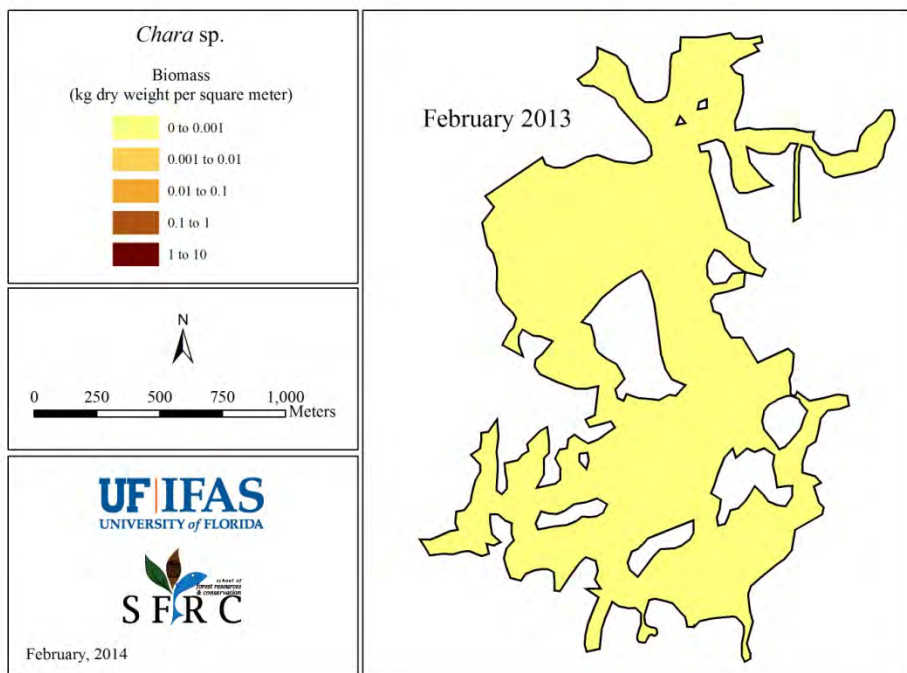 Chara sp.
Biomass
(kg dry weight per square meter)
0 to 0.001
0.001 to 0.01
0.01 to 0.1
0.1 to 1
1 to 10
N
0 250 500 750 1,000
Meters
UF|IFAS
UNIVERSITY of FLORIDA
school of
forest resources
& conservation
SFRC
February, 2014
February 2013